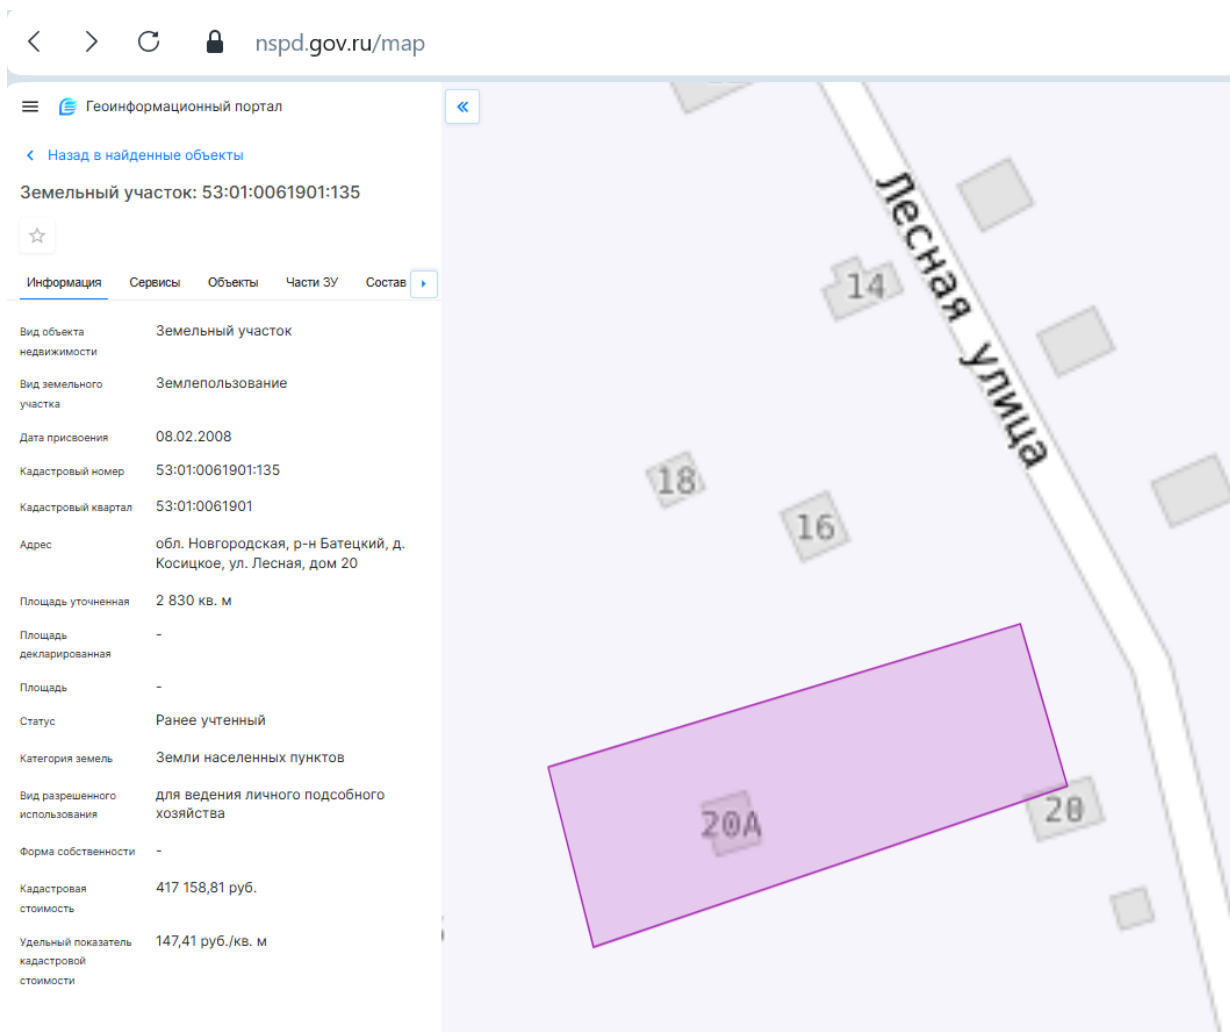 nspd.gov.ru/map
Геоинформационный портал
Назад в найденные объекты
Земельный участок: 53:01:0061901:135
Информация Сервисы Объекты Части ЗУ Состав
Вид объекта недвижимости
Земельный участок
Вид земельного участка
Землепользование
Дата присвоения
08.02.2008
Кадастровый номер
53:01:0061901:135
Кадастровый квартал
53:01:0061901
Адрес
обл. Новгородская, р-н Батецкий, д.
Косицкое, ул. Лесная, дом 20
Площадь уточненная
2 830 кв. м
Площадь
декларированная
-
Площадь
-
Статус
Ранее учтенный
Категория земель
Земли населенных пунктов
Вид разрешенного
использования
для ведения личного подсобного
хозяйства
Форма собственности
-
Кадастровая
стоимость
417 158,81 руб.
Удельный показатель
кадастровой
стоимости
147,41 руб./кв. м
Лесная улица
14
18
16
20А
20